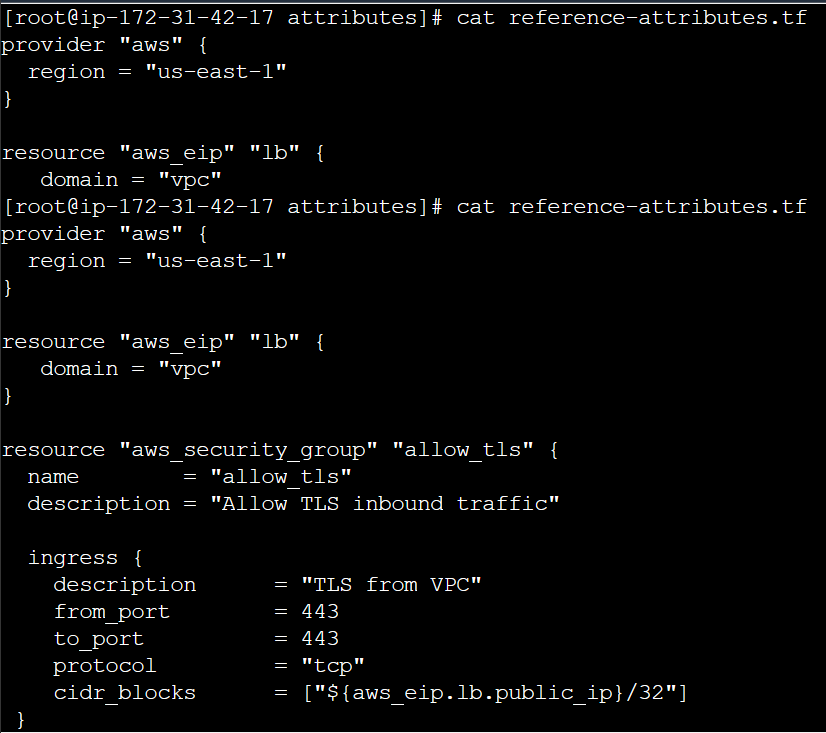 [root@ip-172-31-42-17 attributes]# cat reference-attributes.tf
provider "aws" {
  region = "us-east-1"
}

resource "aws_eip" "lb" {
   domain = "vpc"
[root@ip-172-31-42-17 attributes]# cat reference-attributes.tf
provider "aws" {
  region = "us-east-1"
}

resource "aws_eip" "lb" {
   domain = "vpc"
}

resource "aws_security_group" "allow_tls" {
  name        = "allow_tls"
  description = "Allow TLS inbound traffic"

  ingress {
    description      = "TLS from VPC"
    from_port        = 443
    to_port          = 443
    protocol         = "tcp"
    cidr_blocks      = ["${aws_eip.lb.public_ip}/32"]
 }